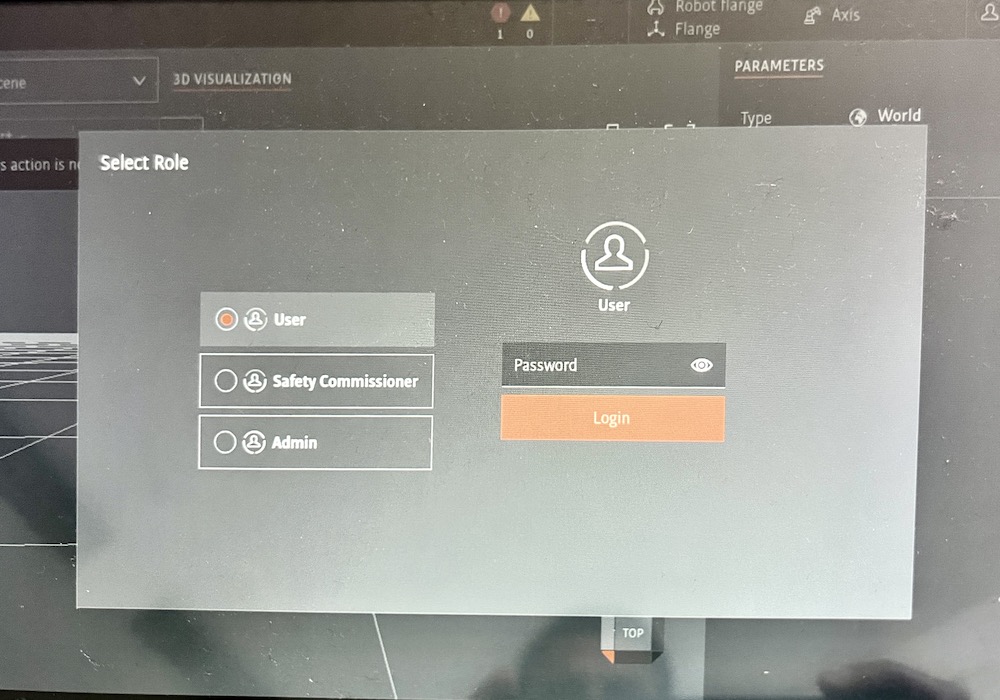 Robot flange
Flange
Axis
1 0
cene
3D VISUALIZATION
PARAMETERS
Type
World
s action is n
Select Role
User
User
Safety Commissioner
Admin
Password
Login
TOP